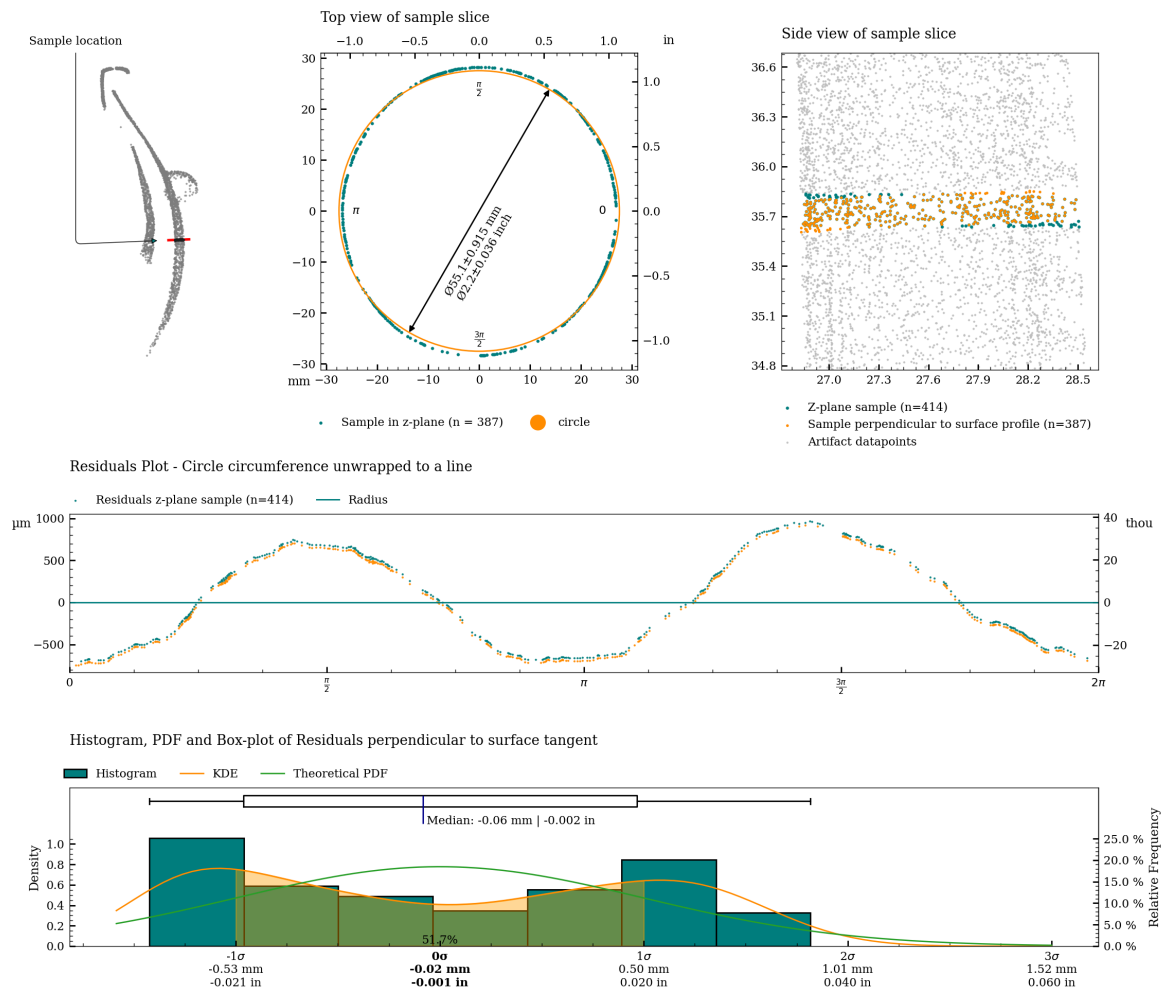 Sample location
Top view of sample slice
−1.0 −0.5 0.0 0.5 1.0 in
30
20
10
0
−10
−20
−30
1.0
0.5
0.0
−0.5
−1.0
π/2
π
0
3π/2
Ø55.1±0.915 mm
Ø2.2±0.036 inch
mm −30 −20 −10 0 10 20 30
Sample in z-plane (n = 387) circle
Side view of sample slice
36.6
36.3
36.0
35.7
35.4
35.1
34.8
27.0 27.3 27.6 27.9 28.2 28.5
Z-plane sample (n=414)
Sample perpendicular to surface profile (n=387)
Artifact datapoints
Residuals Plot - Circle circumference unwrapped to a line
Residuals z-plane sample (n=414) Radius
µm 1000
500
0
−500
40 thou
20
0
−20
0 π/2 π 3π/2 2π
Histogram, PDF and Box-plot of Residuals perpendicular to surface tangent
Histogram KDE Theoretical PDF
Median: -0.06 mm | -0.002 in
Density
1.0
0.8
0.6
0.4
0.2
0.0
Relative Frequency
25.0 %
20.0 %
15.0 %
10.0 %
5.0 %
0.0 %
51.7%
-1σ 0σ 1σ 2σ 3σ
-0.53 mm -0.02 mm 0.50 mm 1.01 mm 1.52 mm
-0.021 in -0.001 in 0.020 in 0.040 in 0.060 in